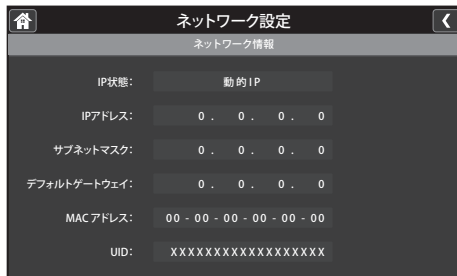 ネットワーク設定
ネットワーク情報
IP状態: 動的IP
IPアドレス: 0 . 0 . 0 . 0
サブネットマスク: 0 . 0 . 0 . 0
デフォルトゲートウェイ: 0 . 0 . 0 . 0
MACアドレス: 00 - 00 - 00 - 00 - 00 - 00
UID: XXXXXXXXXXXXXXXXXX